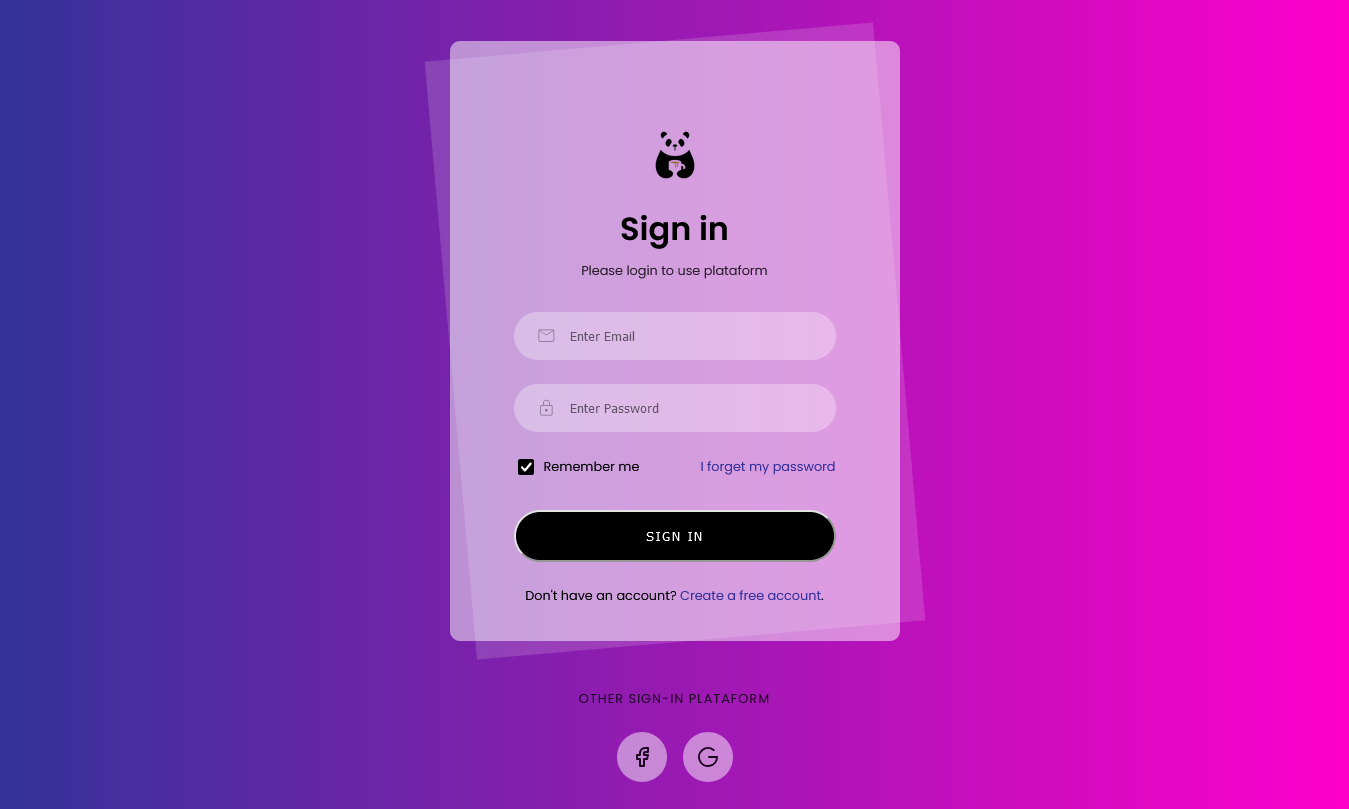 Sign in
Please login to use plataform
Enter Email
Enter Password
Remember me
I forget my password
SIGN IN
Don't have an account? Create a free account.
OTHER SIGN-IN PLATAFORM